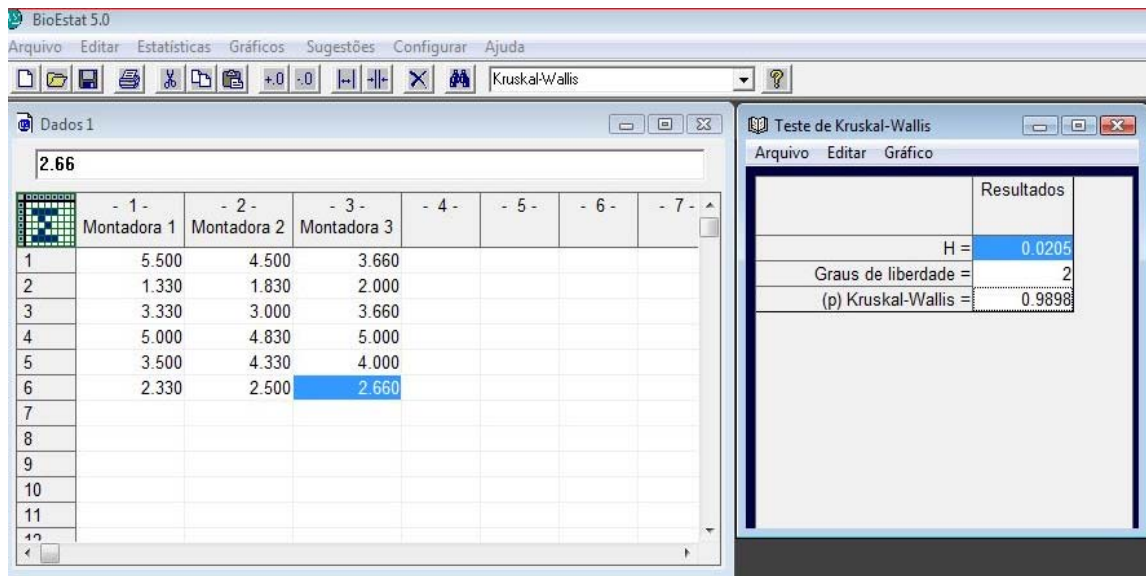 BioEstat 5.0
Arquivo Editar Estatísticas Gráficos Sugestões Configurar Ajuda
+.0 -.0 Kruskal-Wallis ?
Dados 1
2.66
- 1 - - 2 - - 3 - - 4 - - 5 - - 6 - - 7 -
Montadora 1 Montadora 2 Montadora 3
1 5.500 4.500 3.660
2 1.330 1.830 2.000
3 3.330 3.000 3.660
4 5.000 4.830 5.000
5 3.500 4.330 4.000
6 2.330 2.500 2.660
7
8
9
10
11
12
Teste de Kruskal-Wallis
Arquivo Editar Gráfico
Resultados
H = 0.0205
Graus de liberdade = 2
(p) Kruskal-Wallis = 0.9898